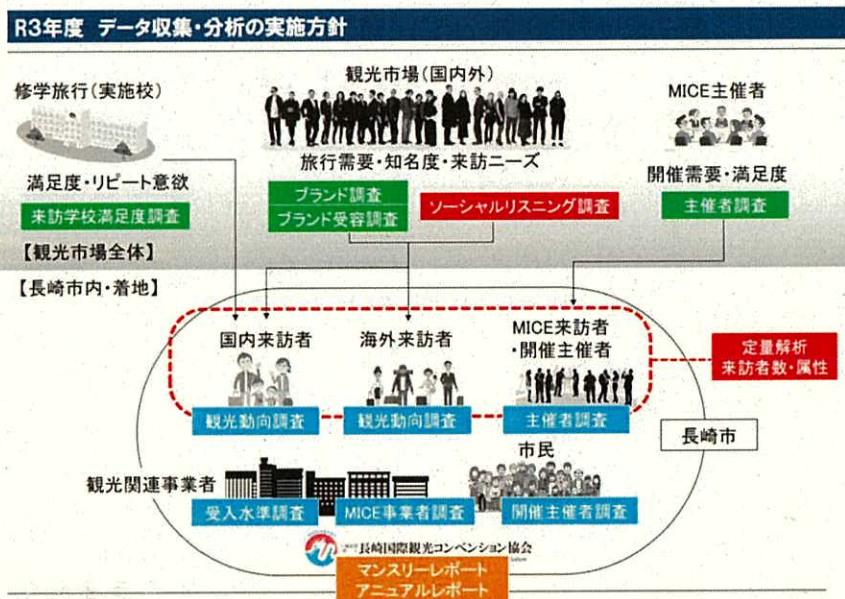 R3年度 データ収集・分析の実施方針
修学旅行(実施校)
観光市場(国内外)
MICE主催者
旅行需要・知名度・来訪ニーズ
満足度・リピート意欲
開催需要・満足度
来訪学校満足度調査
ブランド調査
ブランド受容調査
ソーシャルリスニング調査
主催者調査
【観光市場全体】
【長崎市内・着地】
国内来訪者
海外来訪者
MICE来訪者
・開催主催者
定量解析
来訪者数・属性
観光動向調査
観光動向調査
主催者調査
長崎市
市民
観光関連事業者
受入水準調査
MICE事業者調査
開催主催者調査
長崎国際観光コンベンション協会
マンスリーレポート
アニュアルレポート